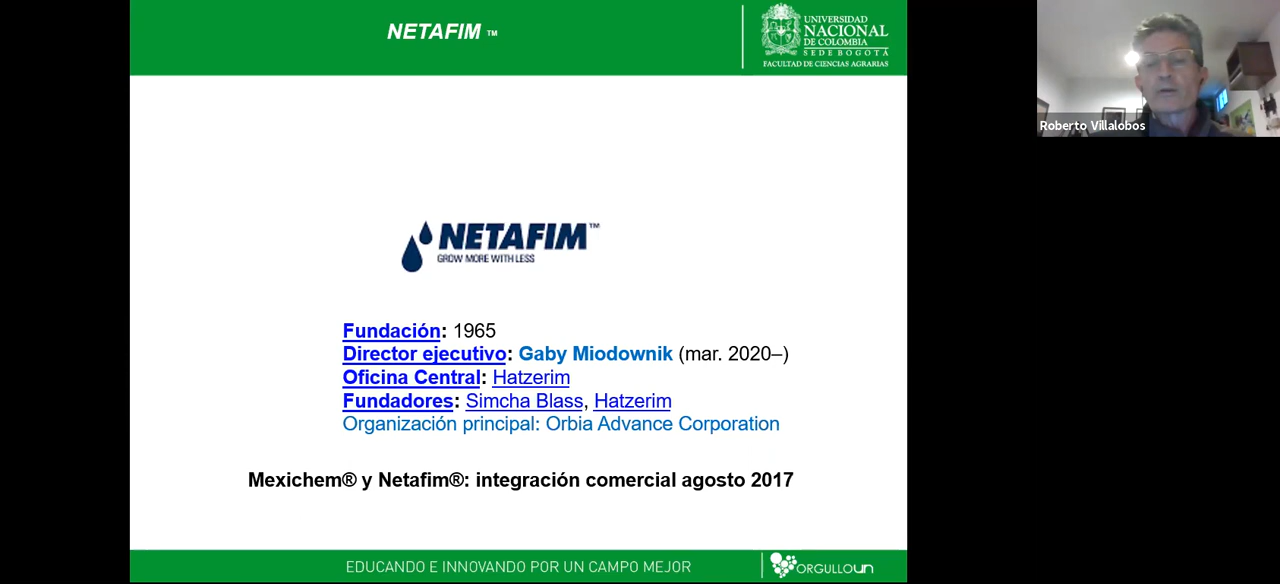 NETAFIM ™
UNIVERSIDAD
NACIONAL
DE COLOMBIA
SEDE BOGOTÁ
FACULTAD DE CIENCIAS AGRARIAS
Roberto Villalobos
NETAFIM™
GROW MORE WITH LESS
Fundación: 1965
Director ejecutivo: Gaby Miodownik (mar. 2020–)
Oficina Central: Hatzerim
Fundadores: Simcha Blass, Hatzerim
Organización principal: Orbia Advance Corporation
Mexichem® y Netafim®: integración comercial agosto 2017
EDUCANDO E INNOVANDO POR UN CAMPO MEJOR
ORGULLOUN